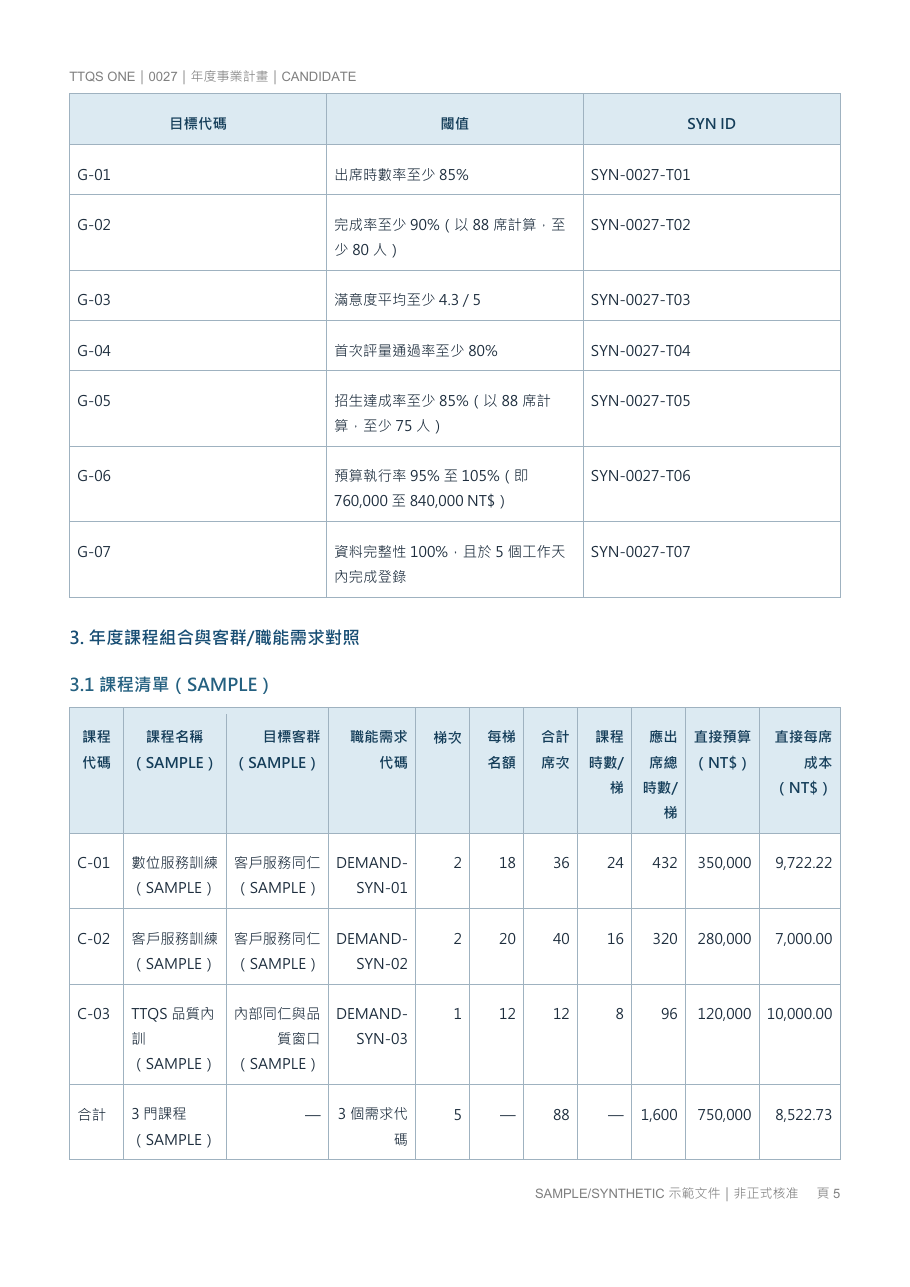 TTQS ONE｜0027｜年度事業計畫｜CANDIDATE
目標代碼 閾值 SYN ID
G-01 出席時數率至少 85% SYN-0027-T01
G-02 完成率至少 90%（以 88 席計算，至 SYN-0027-T02
少 80 人）
G-03 滿意度平均至少 4.3 / 5 SYN-0027-T03
G-04 首次評量通過率至少 80% SYN-0027-T04
G-05 招生達成率至少 85%（以 88 席計 SYN-0027-T05
算，至少 75 人）
G-06 預算執行率 95% 至 105%（即 SYN-0027-T06
760,000 至 840,000 NT$）
G-07 資料完整性 100%，且於 5 個工作天 SYN-0027-T07
內完成登錄
3. 年度課程組合與客群/職能需求對照
3.1 課程清單（SAMPLE）
課程 課程名稱 目標客群 職能需求 梯次 每梯 合計 課程 應出 直接預算 直接每席
代碼 （SAMPLE） （SAMPLE） 代碼 名額 席次 時數/ 席總 （NT$） 成本
梯 時數/ （NT$）
梯
C-01 數位服務訓練 客戶服務同仁 DEMAND- 2 18 36 24 432 350,000 9,722.22
（SAMPLE） （SAMPLE） SYN-01
C-02 客戶服務訓練 客戶服務同仁 DEMAND- 2 20 40 16 320 280,000 7,000.00
（SAMPLE） （SAMPLE） SYN-02
C-03 TTQS 品質內 內部同仁與品 DEMAND- 1 12 12 8 96 120,000 10,000.00
訓 質窗口 SYN-03
（SAMPLE） （SAMPLE）
合計 3 門課程 — 3 個需求代 5 — 88 — 1,600 750,000 8,522.73
（SAMPLE） 碼
SAMPLE/SYNTHETIC 示範文件｜非正式核准 頁 5